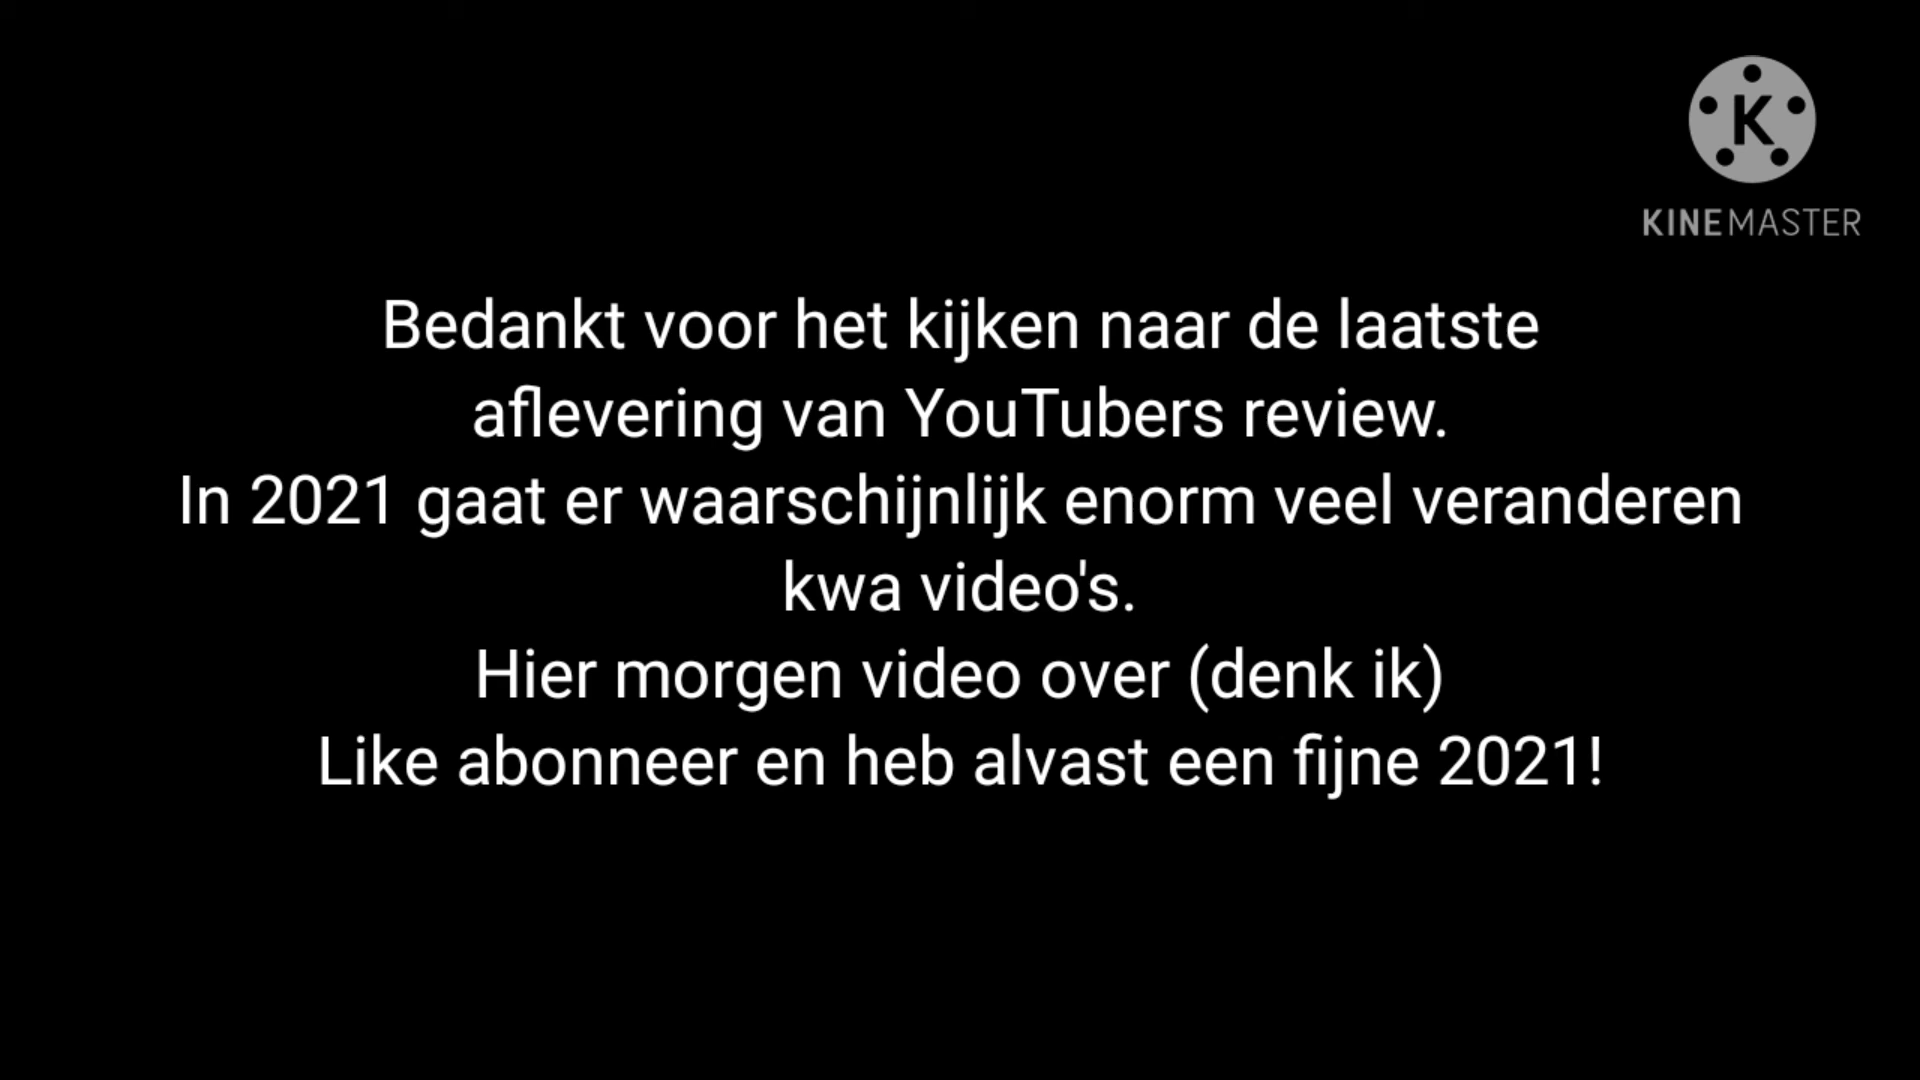 K
KINEMASTER
Bedankt voor het kijken naar de laatste
aflevering van YouTubers review.
In 2021 gaat er waarschijnlijk enorm veel veranderen
kwa video's.
Hier morgen video over (denk ik)
Like abonneer en heb alvast een fijne 2021!